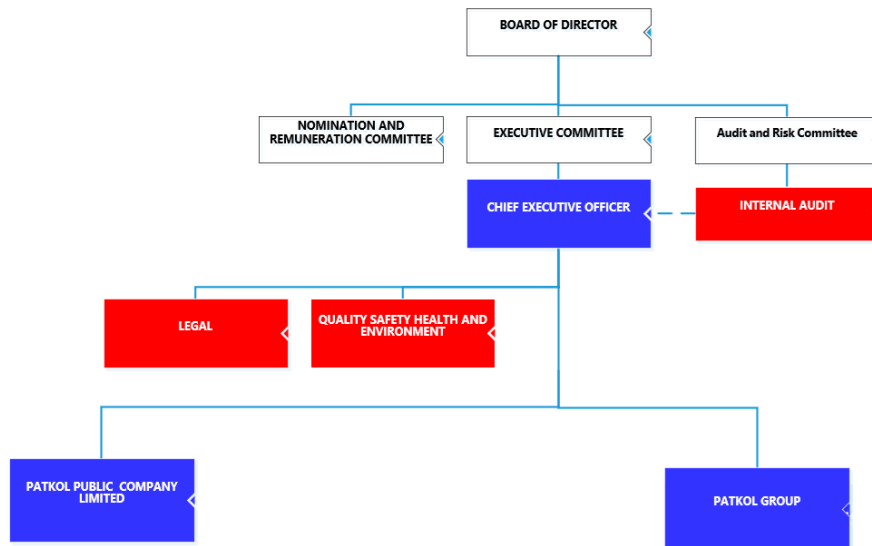 BOARD OF DIRECTOR
NOMINATION AND
REMUNERATION COMMITTEE
EXECUTIVE COMMITTEE
Audit and Risk Committee
CHIEF EXECUTIVE OFFICER
INTERNAL AUDIT
LEGAL
QUALITY SAFETY HEALTH AND
ENVIRONMENT
PATKOL PUBLIC COMPANY
LIMITED
PATKOL GROUP